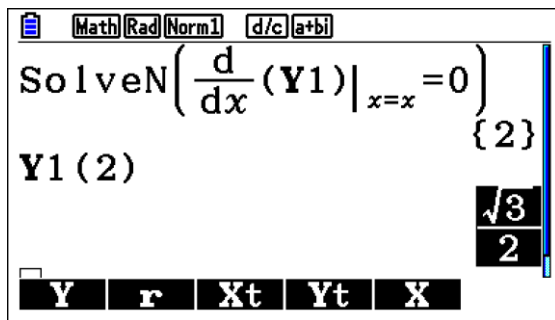 Math Rad Norm1 d/c a+bi
SolveN(d/dx(Y1)|x=x=0)
{2}
Y1(2)
√3/2
Y r Xt Yt X